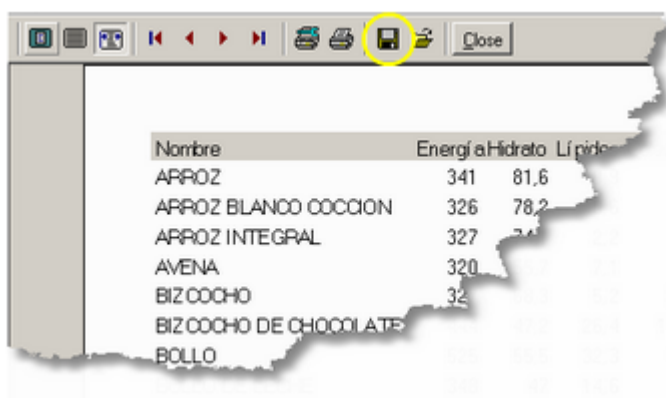 Close
Nombre Energía Hidrato Lípidos
ARROZ 341 81,6
ARROZ BLANCO COCCION 326 78,2
ARROZ INTEGRAL 327
AVENA 320
BIZCOCHO
BIZCOCHO DE CHOCOLATE
BOLLO